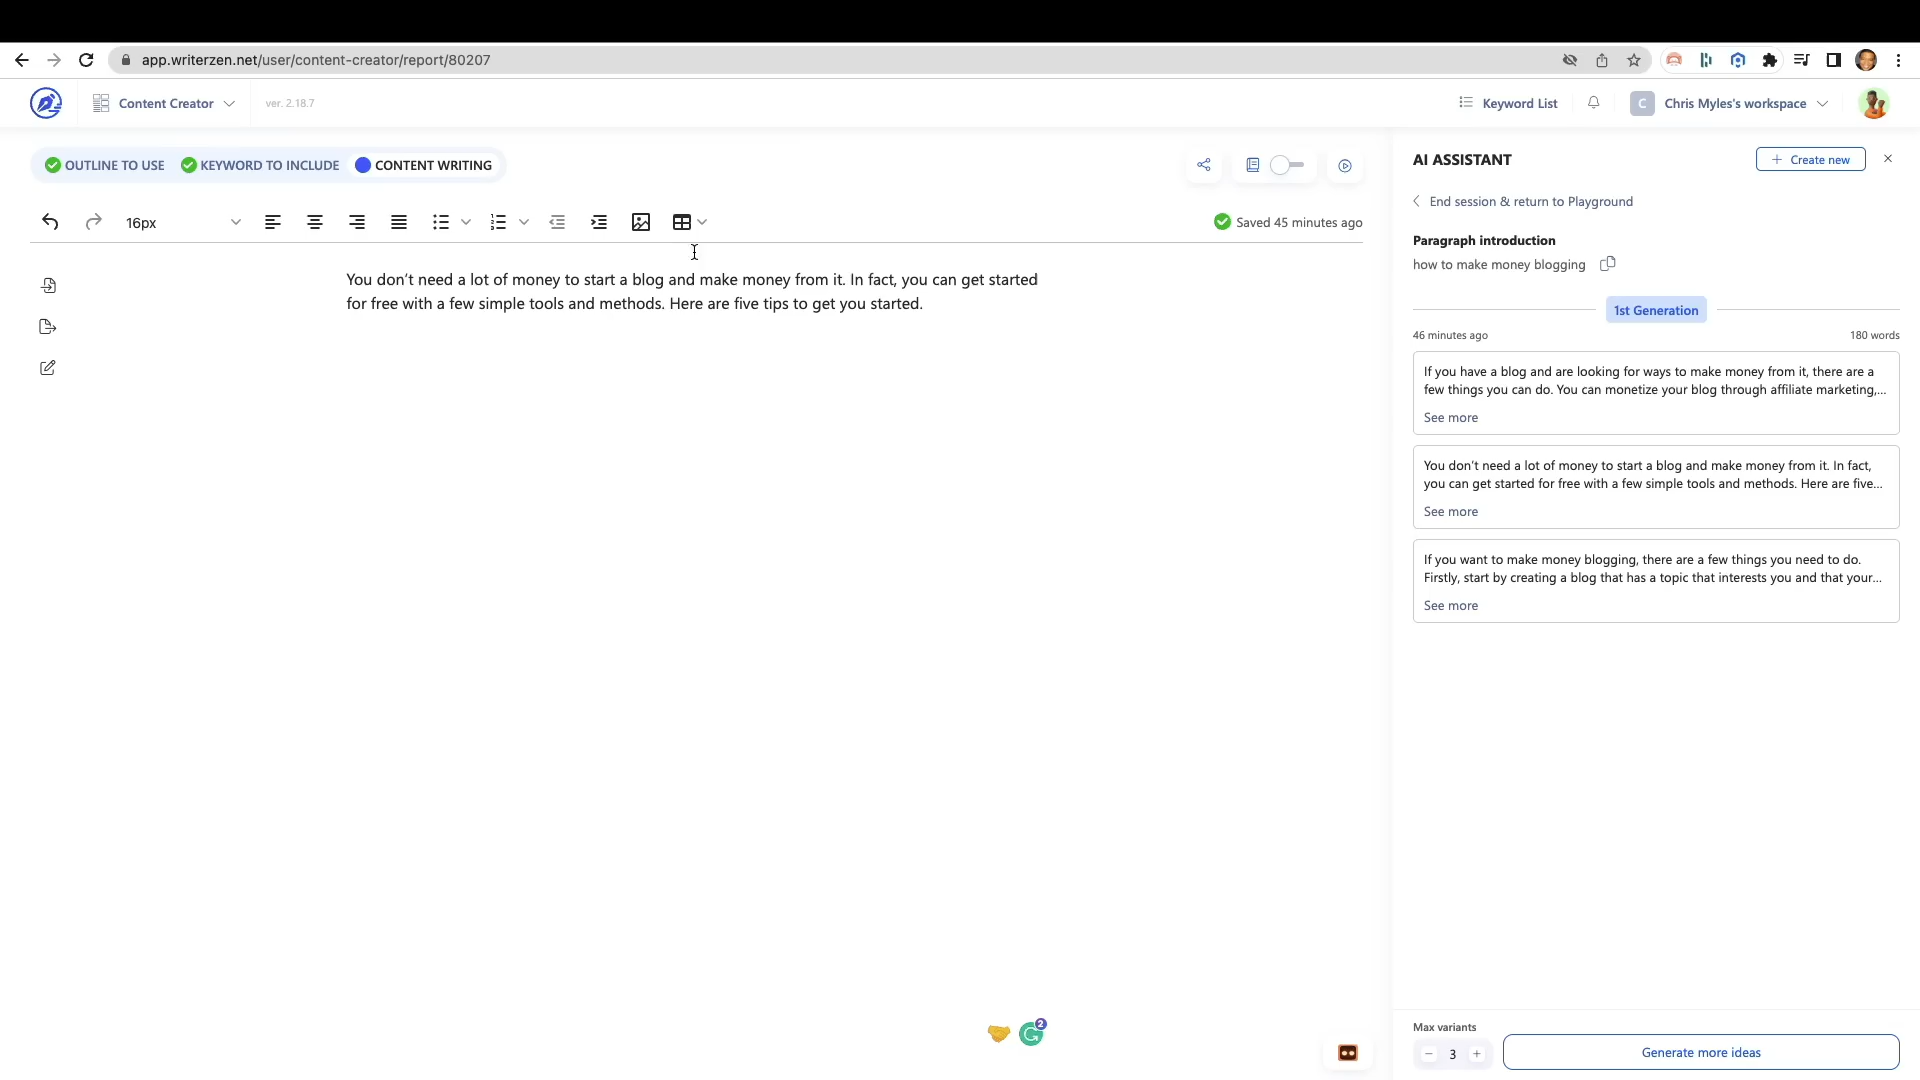 app.writerzen.net/user/content-creator/report/80207
Content Creator
ver. 2.18.7
Keyword List
C
Chris Myles's workspace
OUTLINE TO USE
KEYWORD TO INCLUDE
CONTENT WRITING
16px
Saved 45 minutes ago
You don't need a lot of money to start a blog and make money from it. In fact, you can get started
for free with a few simple tools and methods. Here are five tips to get you started.
2
AI ASSISTANT
Create new
End session & return to Playground
Paragraph introduction
how to make money blogging
1st Generation
46 minutes ago
180 words
If you have a blog and are looking for ways to make money from it, there are a
few things you can do. You can monetize your blog through affiliate marketing,...
See more
You don't need a lot of money to start a blog and make money from it. In fact,
you can get started for free with a few simple tools and methods. Here are five...
See more
If you want to make money blogging, there are a few things you need to do.
Firstly, start by creating a blog that has a topic that interests you and that your...
See more
Max variants
3
Generate more ideas